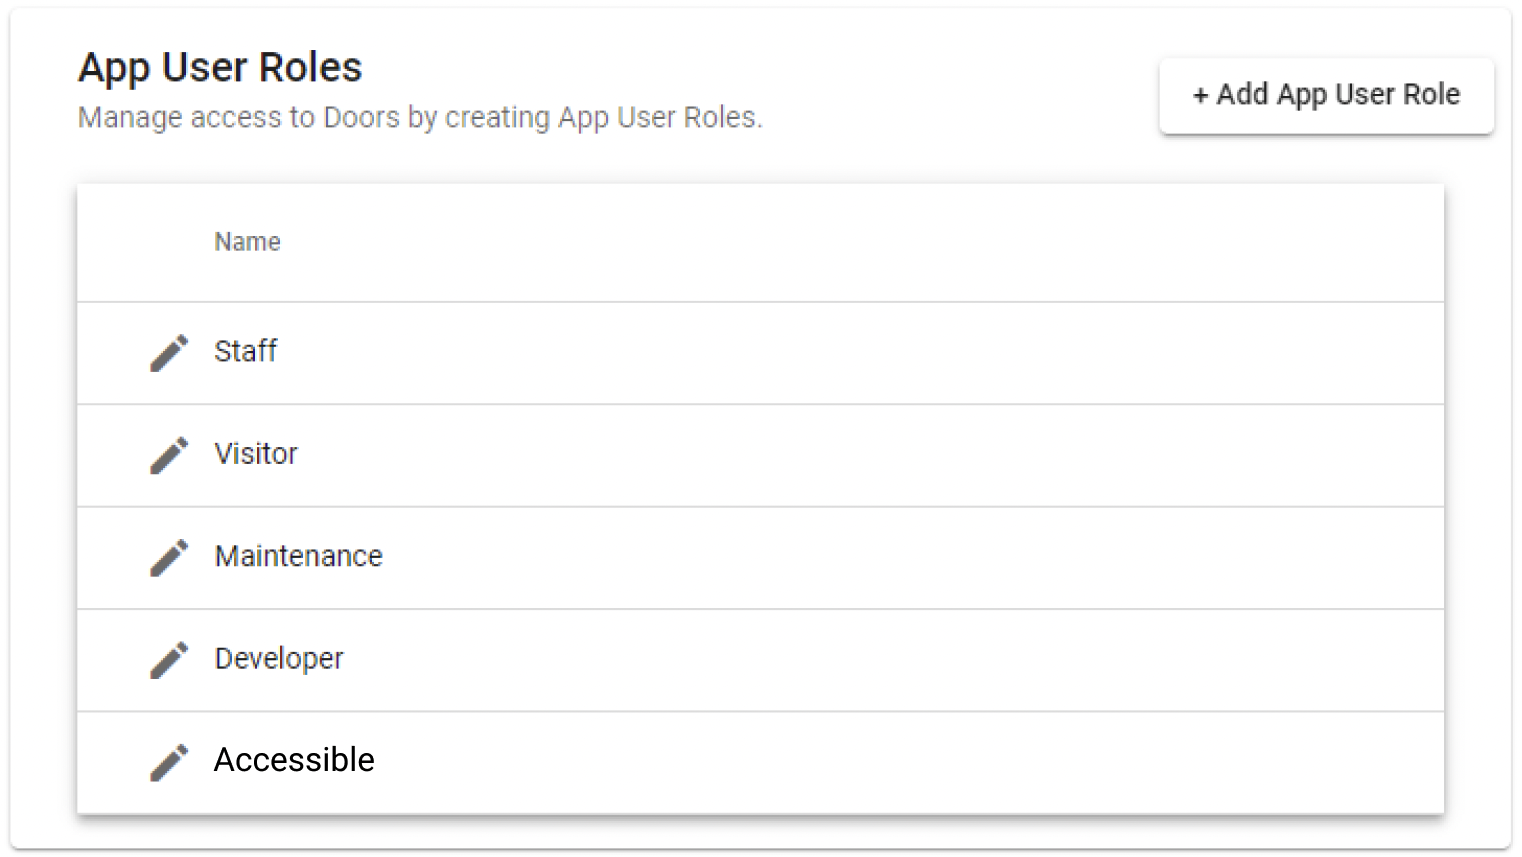 App User Roles
Manage access to Doors by creating App User Roles.
+ Add App User Role
Name
Staff
Visitor
Maintenance
Developer
Accessible